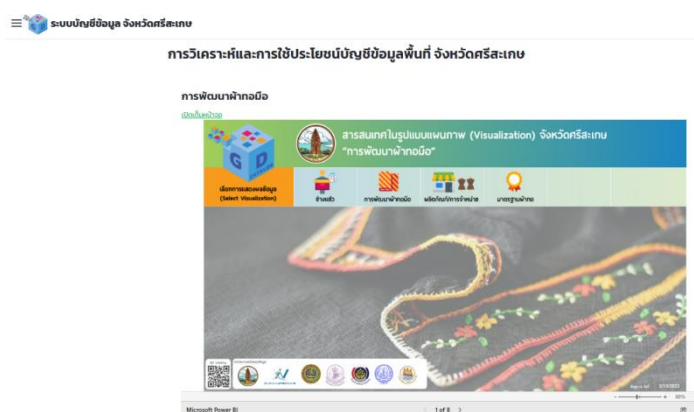 ระบบบัญชีข้อมูล จังหวัดศรีสะเกษ
การวิเคราะห์และการใช้ประโยชน์บัญชีข้อมูลพื้นที่ จังหวัดศรีสะเกษ
การพัฒนาผ้าทอมือ
เปิดเต็มหน้าจอ
สารสนเทศในรูปแบบแผนภาพ (Visualization) จังหวัดศรีสะเกษ
"การพัฒนาผ้าทอมือ"
G D
เลือกการแสดงผลข้อมูล
(Select Visualization)
ช่างแส่ว
การพัฒนาผ้าทอมือ
ผลิตภัณฑ์/การจำหน่าย
มาตรฐานผ้าทอ
Microsoft Power BI
1 of 8